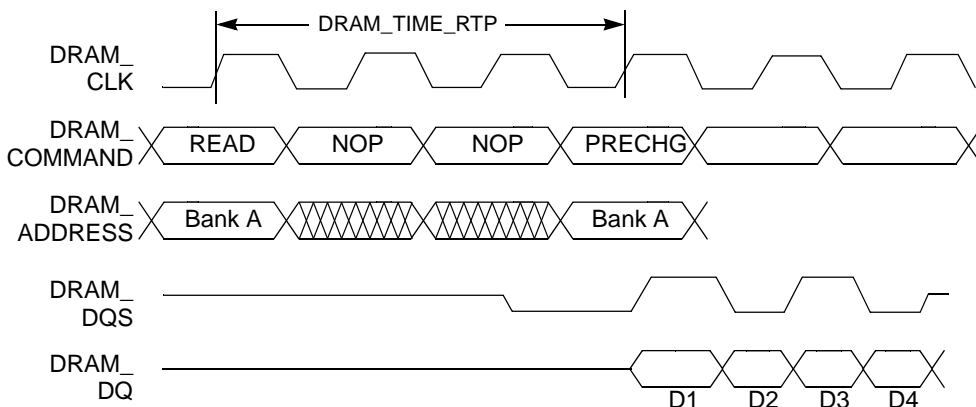 DRAM_TIME_RTP
DRAM_
CLK
DRAM_
COMMAND
READ NOP NOP PRECHG
DRAM_
ADDRESS
Bank A Bank A
DRAM_
DQS
DRAM_
DQ
D1 D2 D3 D4